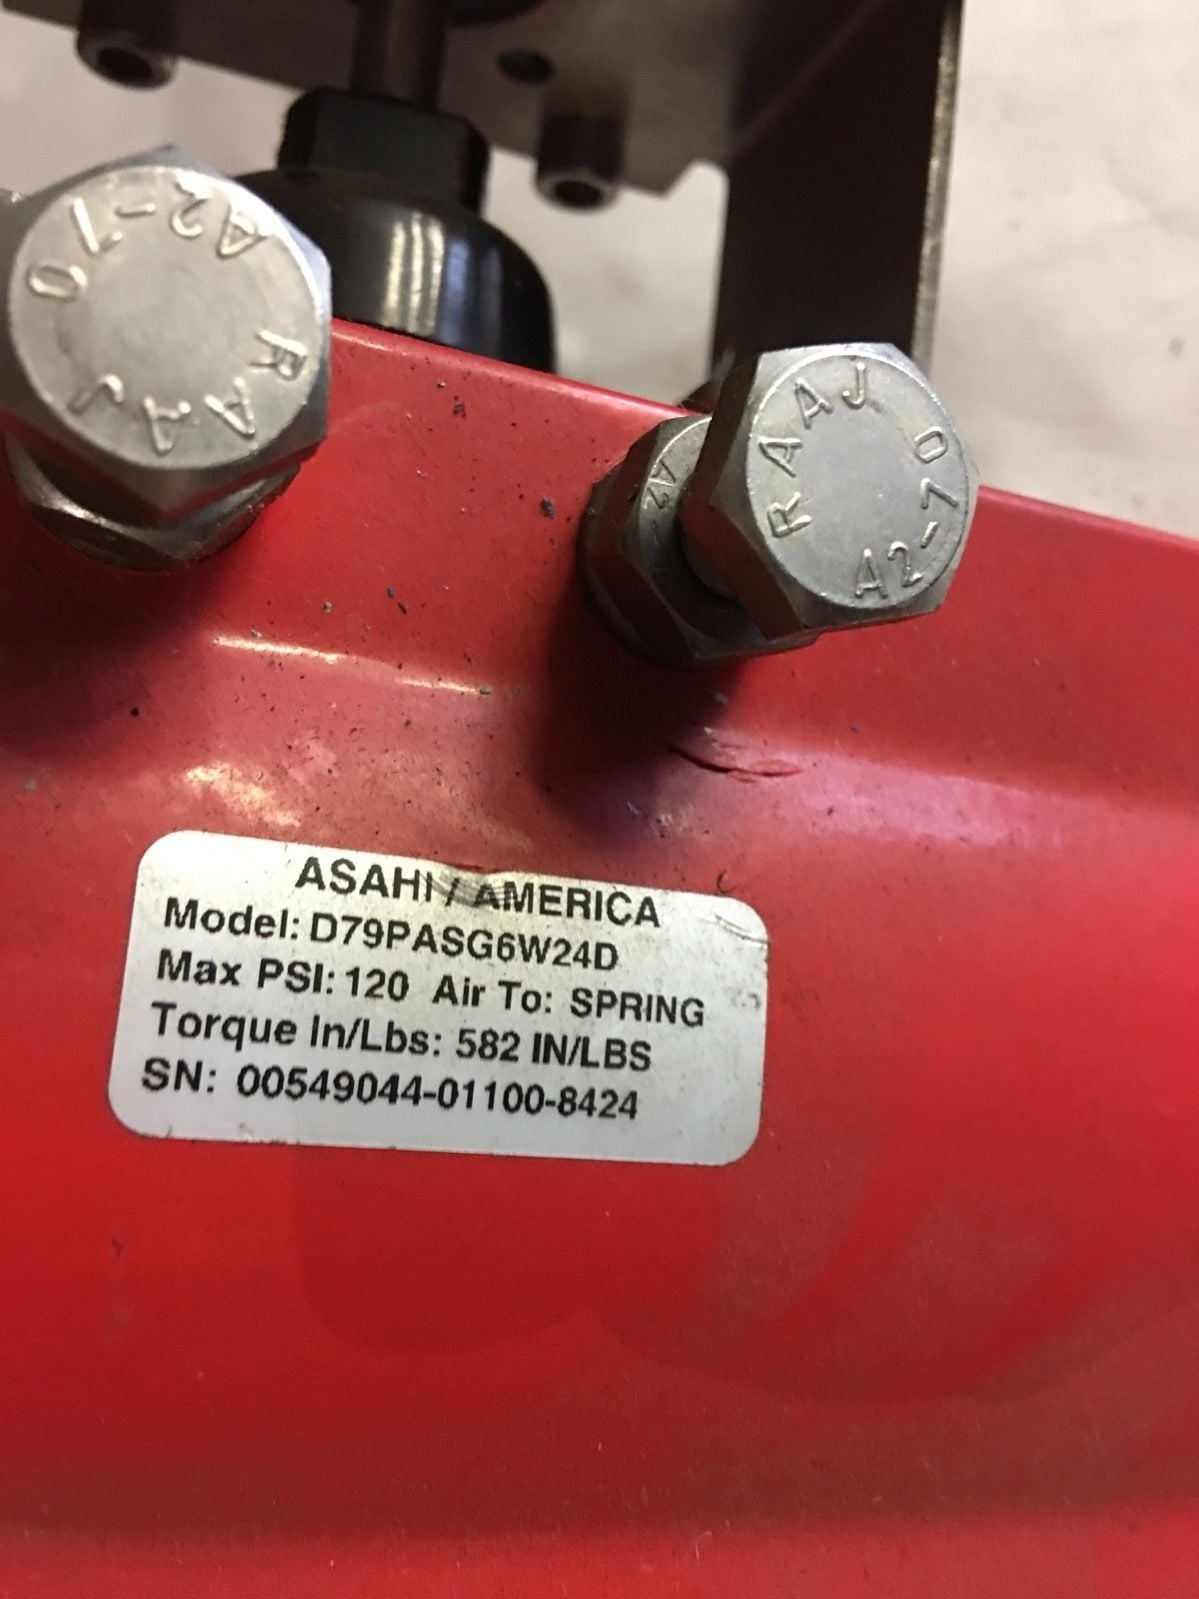 A2-70
RAAJ
RAAJ
A2-70
A2-
ASAHI / AMERICA
Model: D79PASG6W24D
Max PSI: 120 Air To: SPRING
Torque In/Lbs: 582 IN/LBS
SN: 00549044-01100-8424